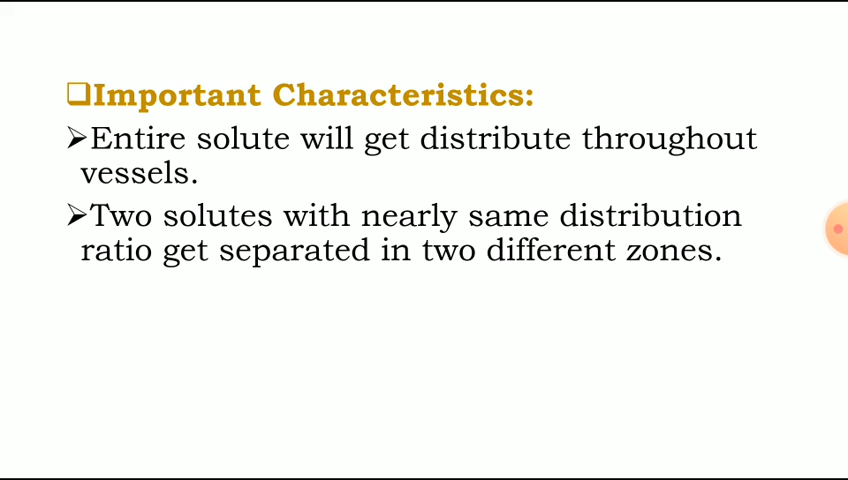 ❑Important Characteristics:
➢Entire solute will get distribute throughout
vessels.
➢Two solutes with nearly same distribution
ratio get separated in two different zones.